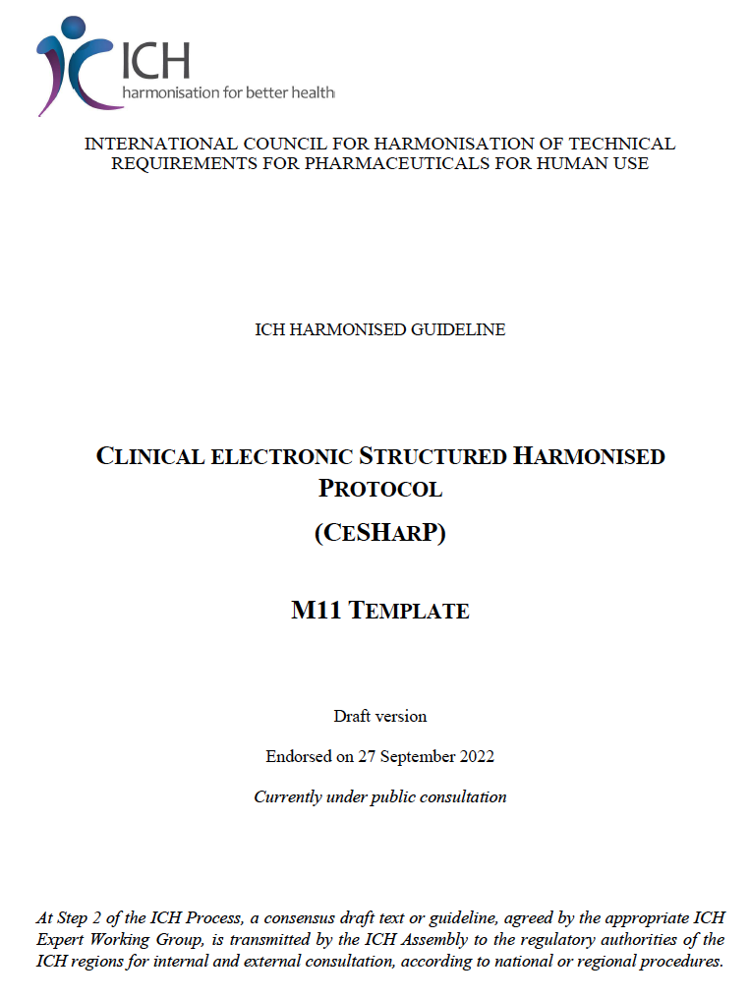 ICH
harmonisation for better health
INTERNATIONAL COUNCIL FOR HARMONISATION OF TECHNICAL
REQUIREMENTS FOR PHARMACEUTICALS FOR HUMAN USE
ICH HARMONISED GUIDELINE
CLINICAL ELECTRONIC STRUCTURED HARMONISED
PROTOCOL
(CESHARP)
M11 TEMPLATE
Draft version
Endorsed on 27 September 2022
Currently under public consultation
At Step 2 of the ICH Process, a consensus draft text or guideline, agreed by the appropriate ICH
Expert Working Group, is transmitted by the ICH Assembly to the regulatory authorities of the
ICH regions for internal and external consultation, according to national or regional procedures.